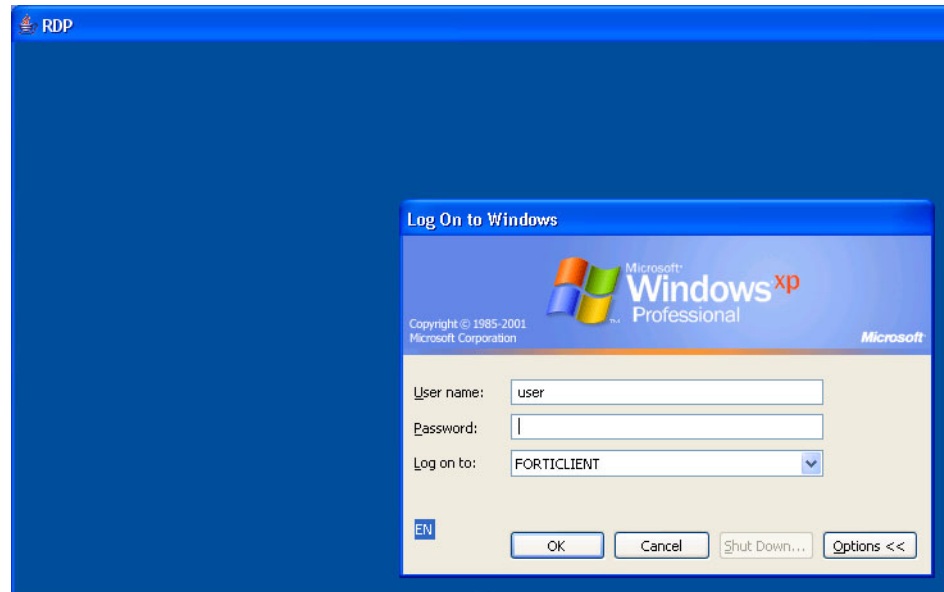 RDP
Log On to Windows
Microsoft
Windows xp
Professional
Copyright © 1985-2001
Microsoft Corporation
Microsoft
User name: user
Password:
Log on to: FORTICLIENT
EN
OK Cancel Shut Down... Options <<